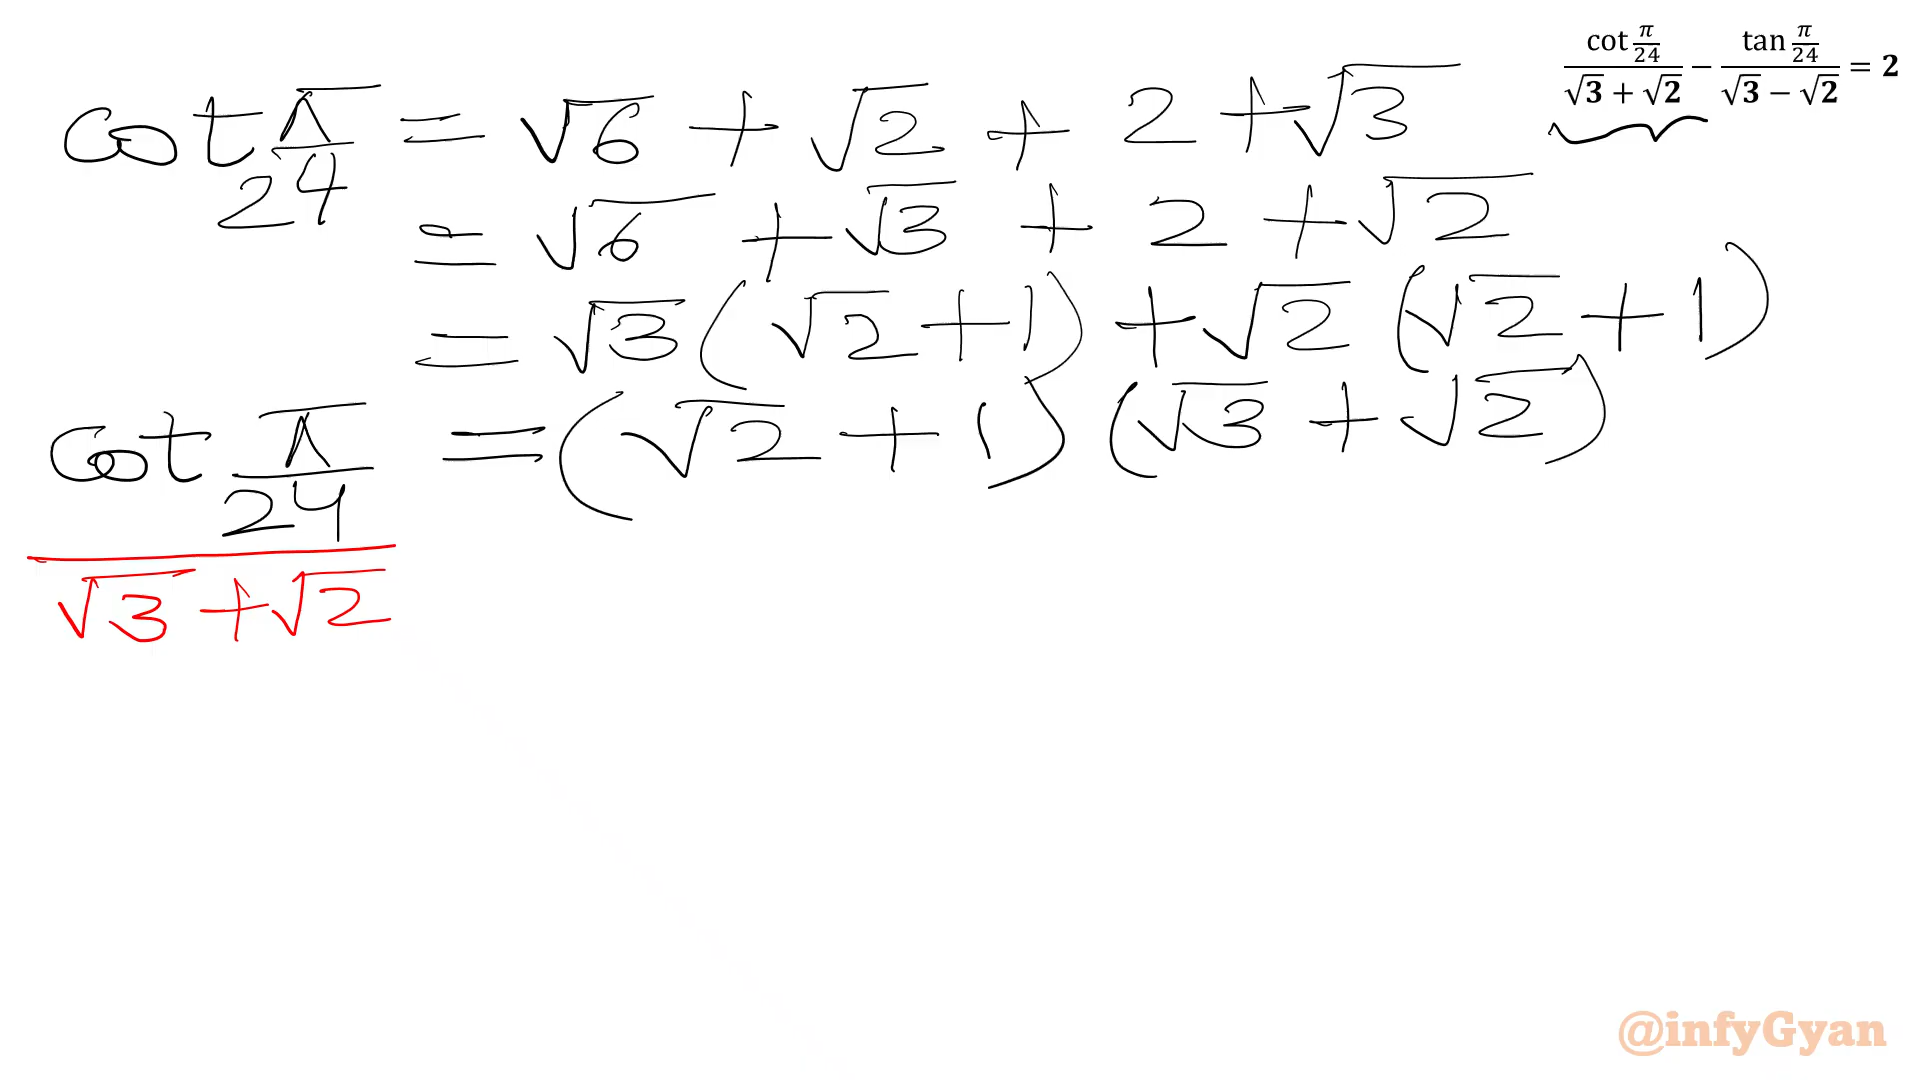 cot π/24 = √6 + √2 + 2 + √3
= √6 + √3 + 2 + √2
= √3 (√2 + 1) + √2 (√2 + 1)
cot π/24 = (√2 + 1) (√3 + √2)
√3 + √2
cot π/24 / (√3 + √2) − tan π/24 / (√3 − √2) = 2
@infyGyan